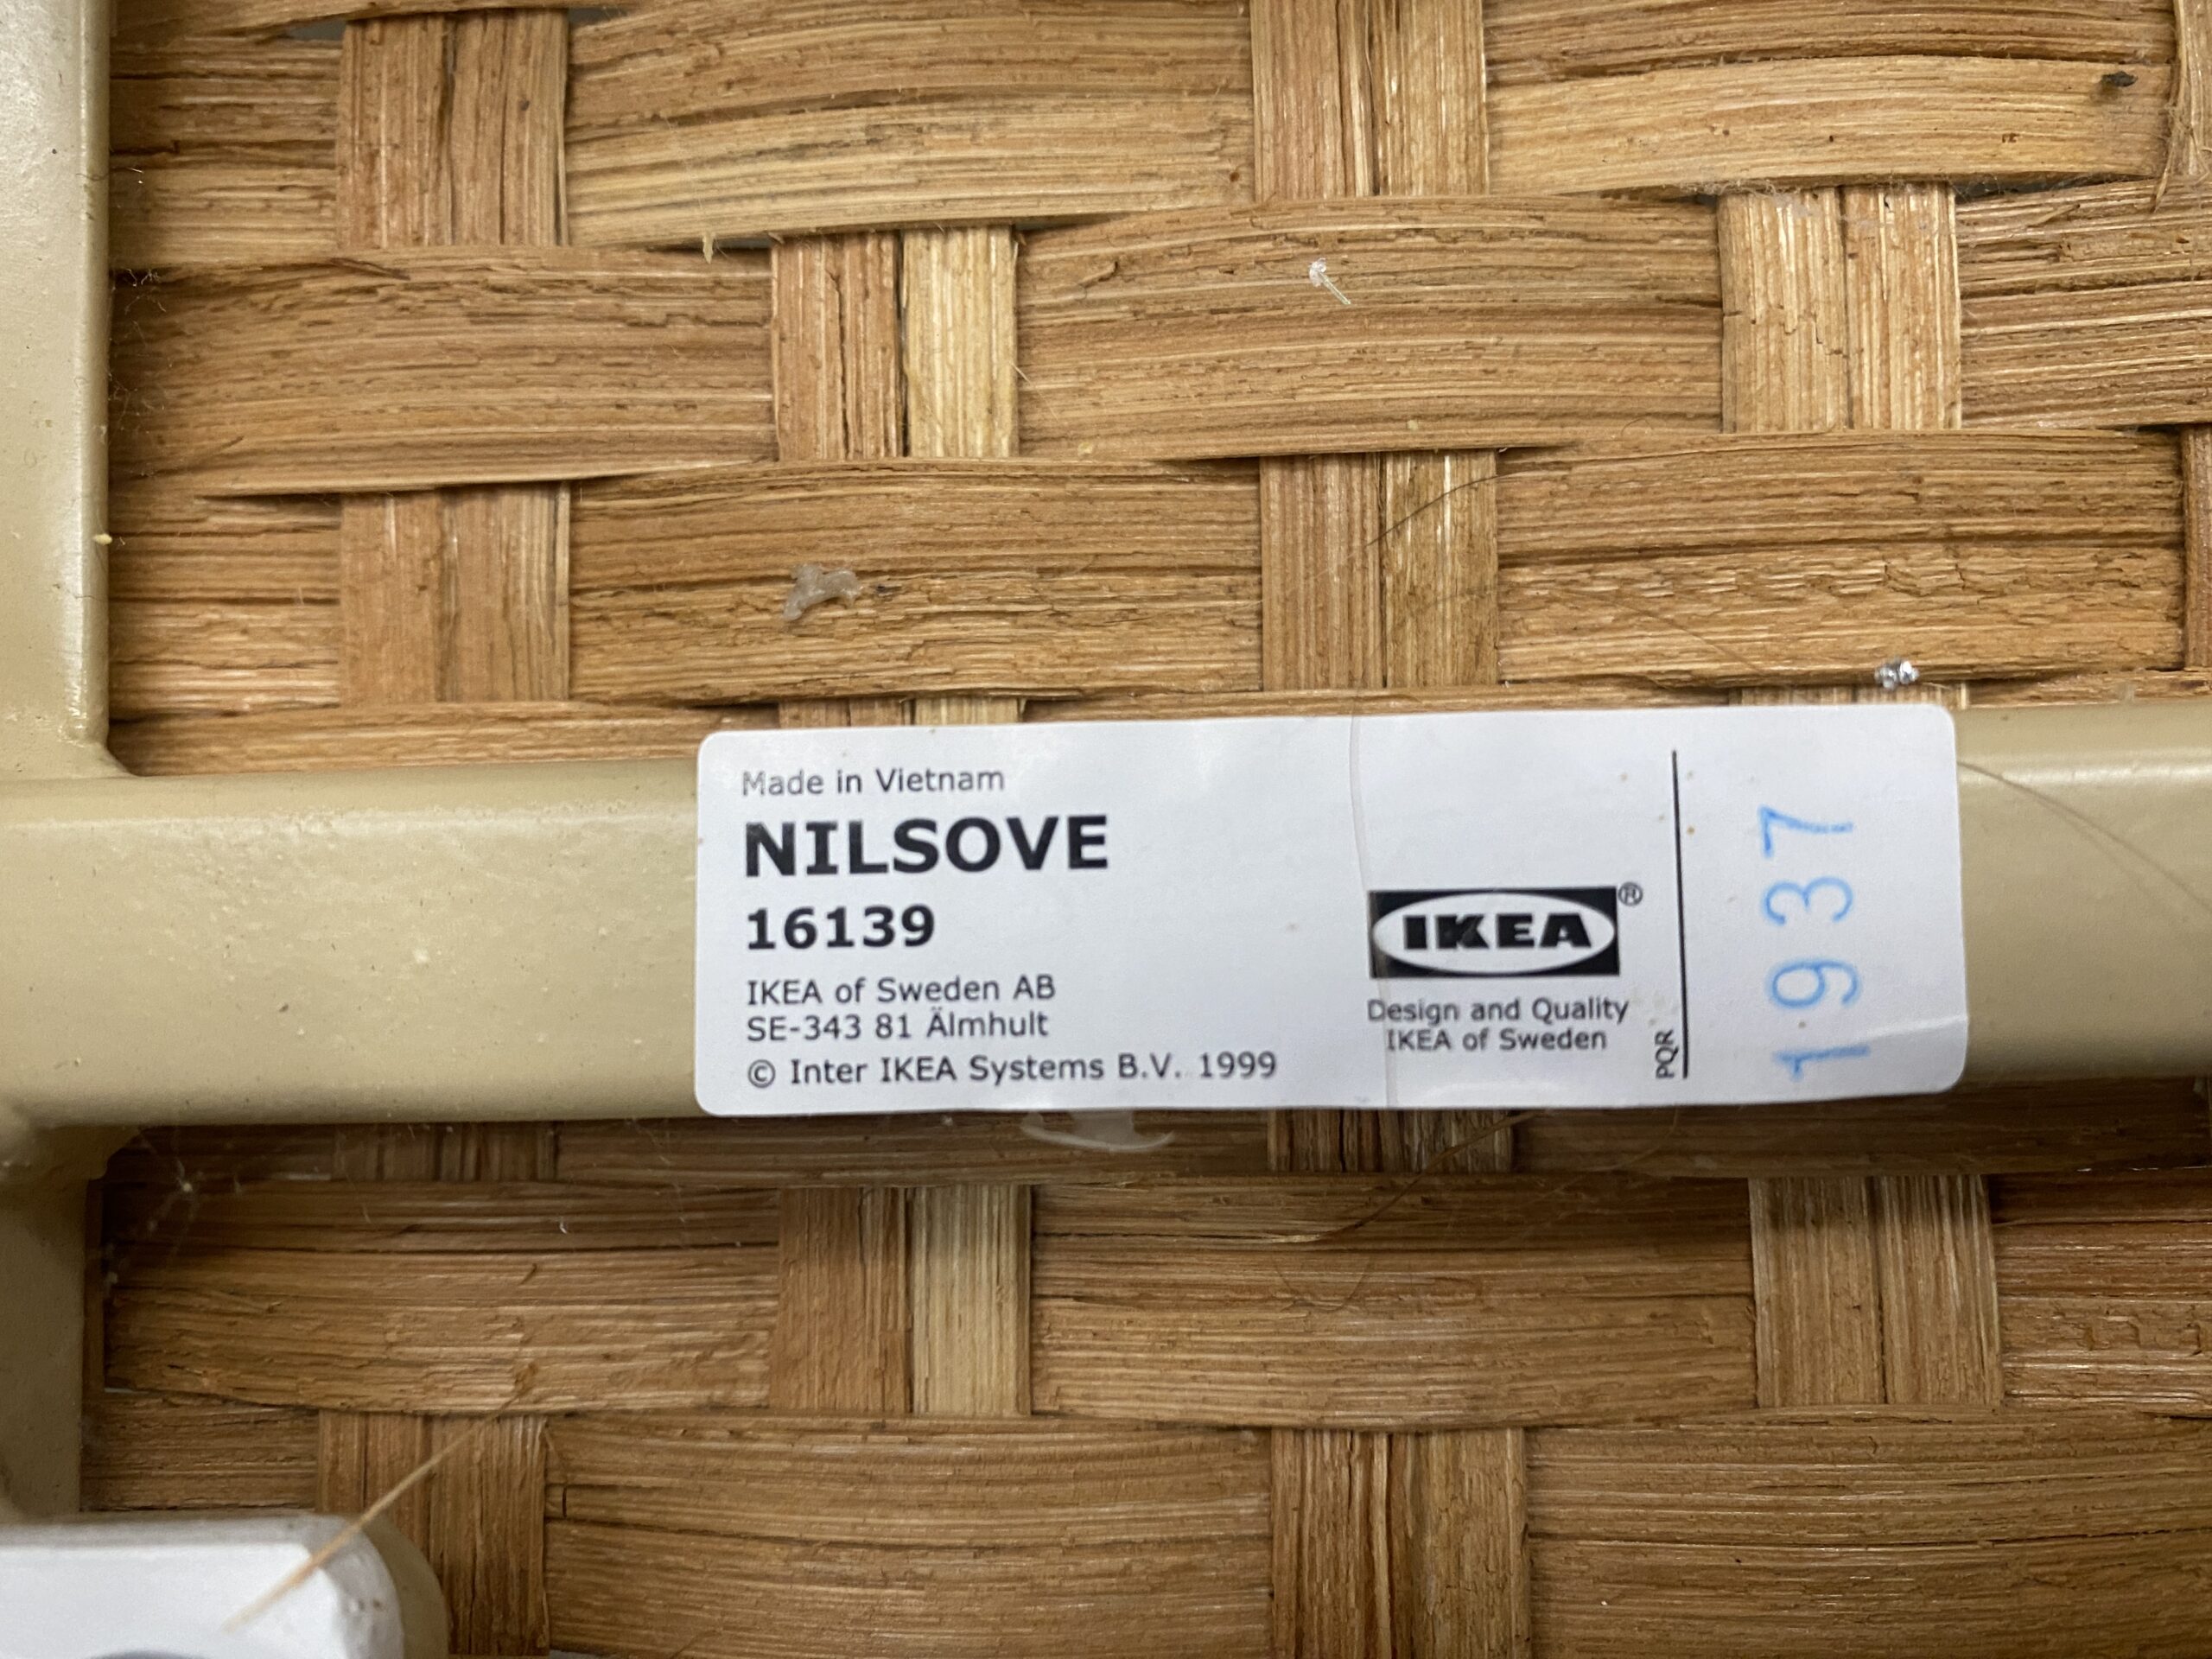 Made in Vietnam
NILSOVE
16139
IKEA of Sweden AB
SE-343 81 Älmhult
© Inter IKEA Systems B.V. 1999
IKEA®
Design and Quality
IKEA of Sweden
PQR
1937